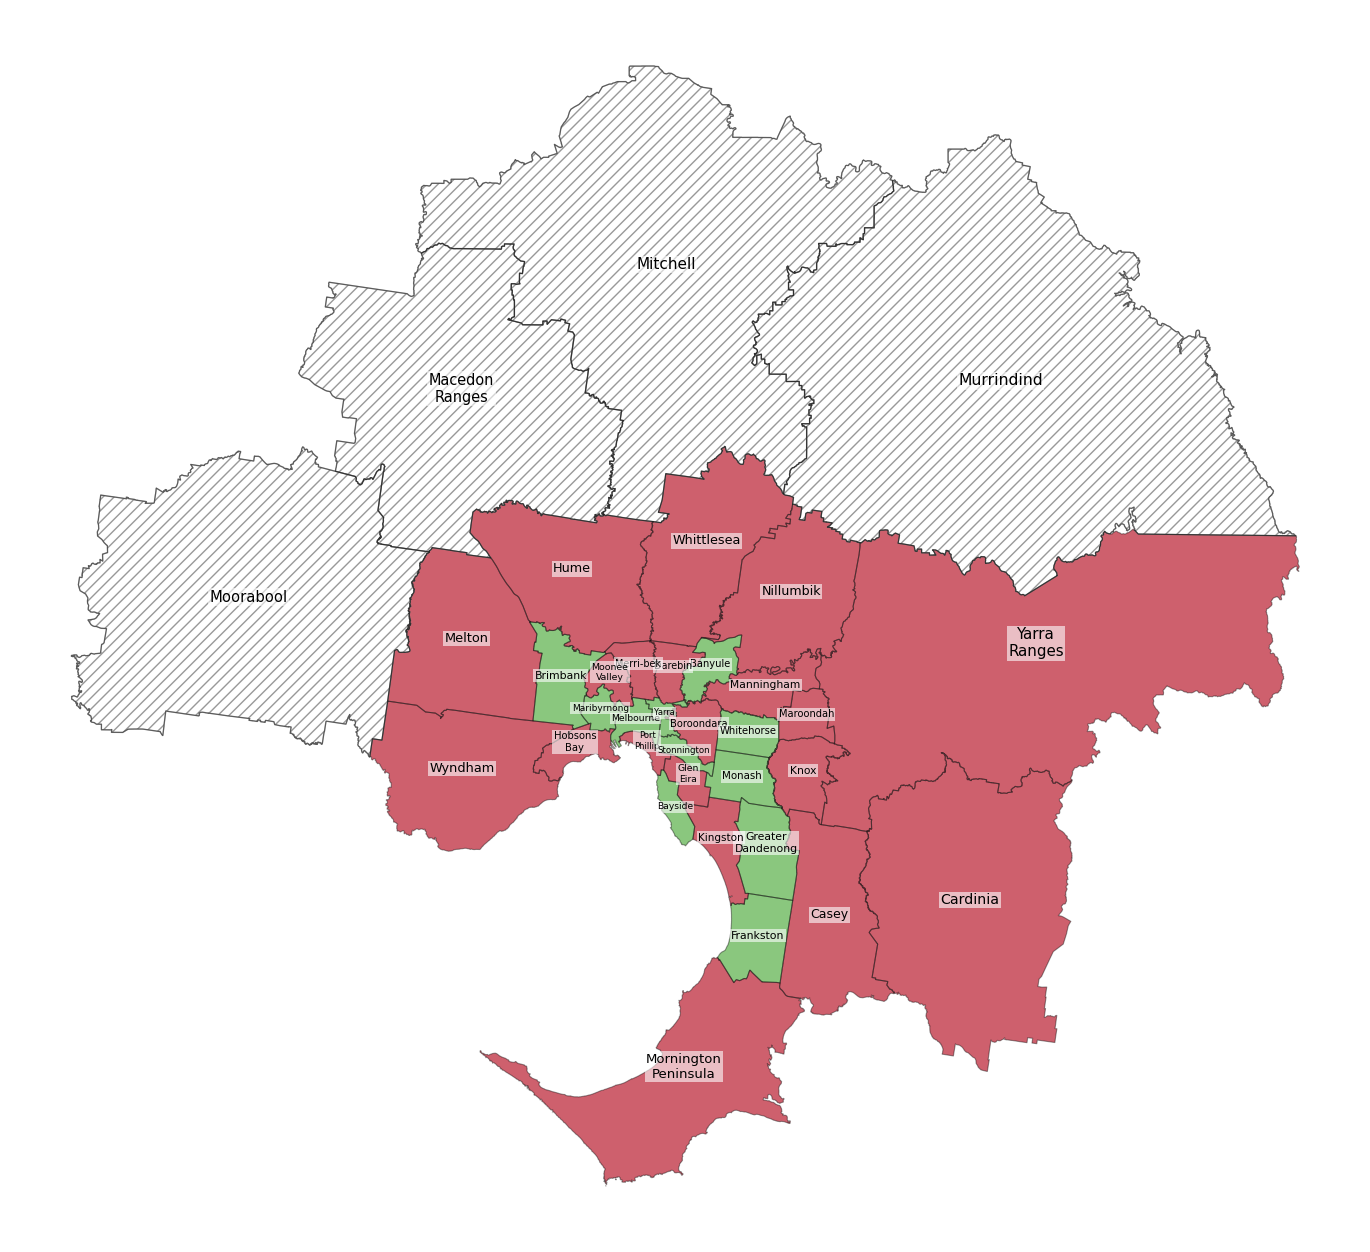 Mitchell
Macedon
Ranges
Murrindind
Whittlesea
Hume
Nillumbik
Moorabool
Melton
Yarra
Ranges
Moonee
Valley
Merri-bek
Darebin
Banyule
Brimbank
Manningham
Maribyrnong
Melbourne
Yarra
Boroondara
Maroondah
Whitehorse
Hobsons
Bay
Port
Phillip
Stonnington
Wyndham
Glen
Eira
Monash
Knox
Bayside
Kingston
Greater
Dandenong
Cardinia
Casey
Frankston
Mornington
Peninsula